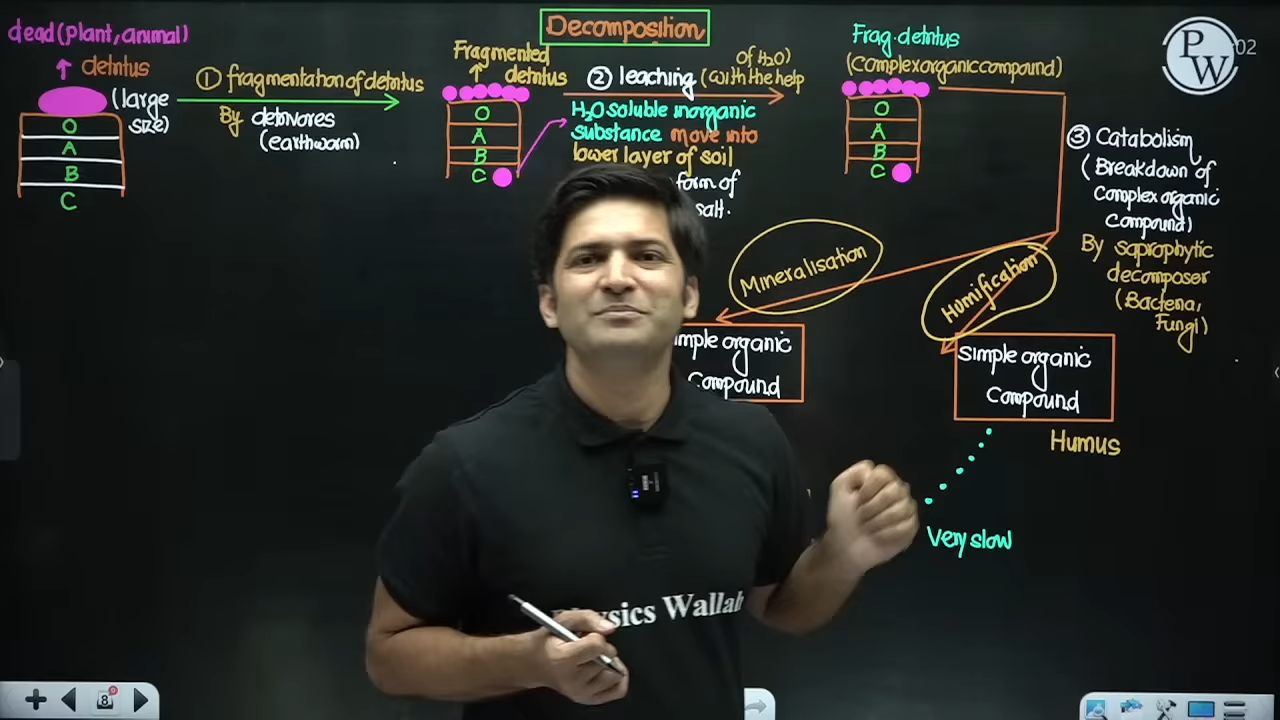 Decomposition
dead (plant, animal)
detritus
(large
size)
O
A
B
C
① fragmentation of detritus
By detrivores
(earthworm)
Fragmented
detritus
O
A
B
C
② leaching (with the help
of H2O)
H2O soluble inorganic
substance move into
lower layer of soil
form of
salt.
Frag. detritus
(Complex organic compound)
O
A
B
C
③ Catabolism
(Breakdown of
Complex organic
Compound)
By saprophytic
decomposer
(Bacteria,
Fungi)
Mineralisation
Humification
organic
Compound
Simple organic
Compound
Humus
Very slow
PW
02
Wallah
8